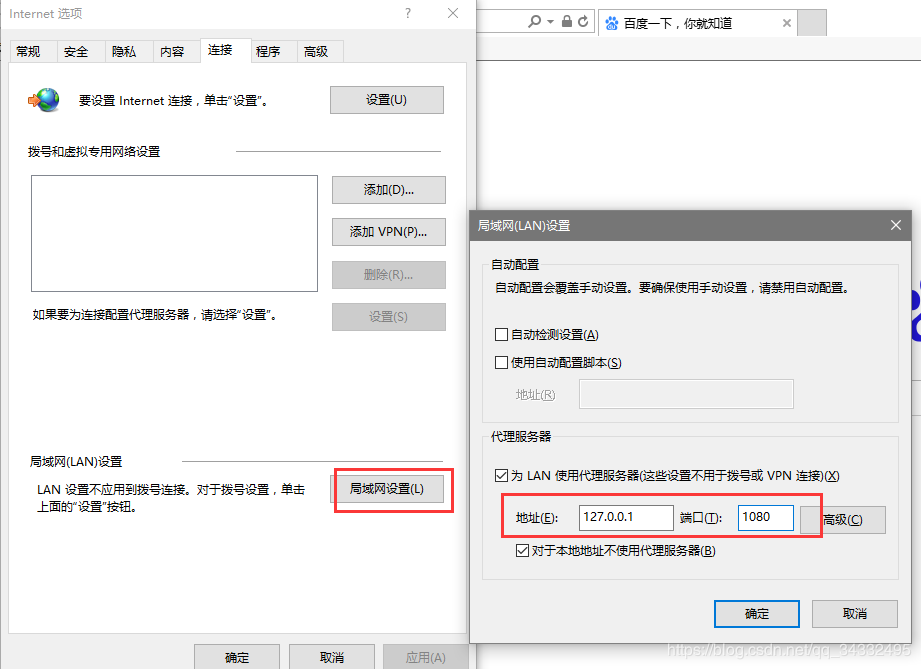 Internet 选项
?
百度一下，你就知道
常规
安全
隐私
内容
连接
程序
高级
要设置 Internet 连接，单击“设置”。
设置(U)
拨号和虚拟专用网络设置
添加(D)...
添加 VPN(P)...
删除(R)...
如果要为连接配置代理服务器，请选择“设置”。
设置(S)
局域网(LAN)设置
LAN 设置不应用到拨号连接。对于拨号设置，单击
上面的“设置”按钮。
局域网设置(L)
确定
取消
应用(A)
局域网(LAN)设置
自动配置
自动配置会覆盖手动设置。要确保使用手动设置，请禁用自动配置。
自动检测设置(A)
使用自动配置脚本(S)
地址(R)
代理服务器
为 LAN 使用代理服务器(这些设置不用于拨号或 VPN 连接)(X)
地址(E):
127.0.0.1
端口(T):
1080
高级(C)
对于本地地址不使用代理服务器(B)
确定
取消
https://blog.csdn.net/qq_34332495